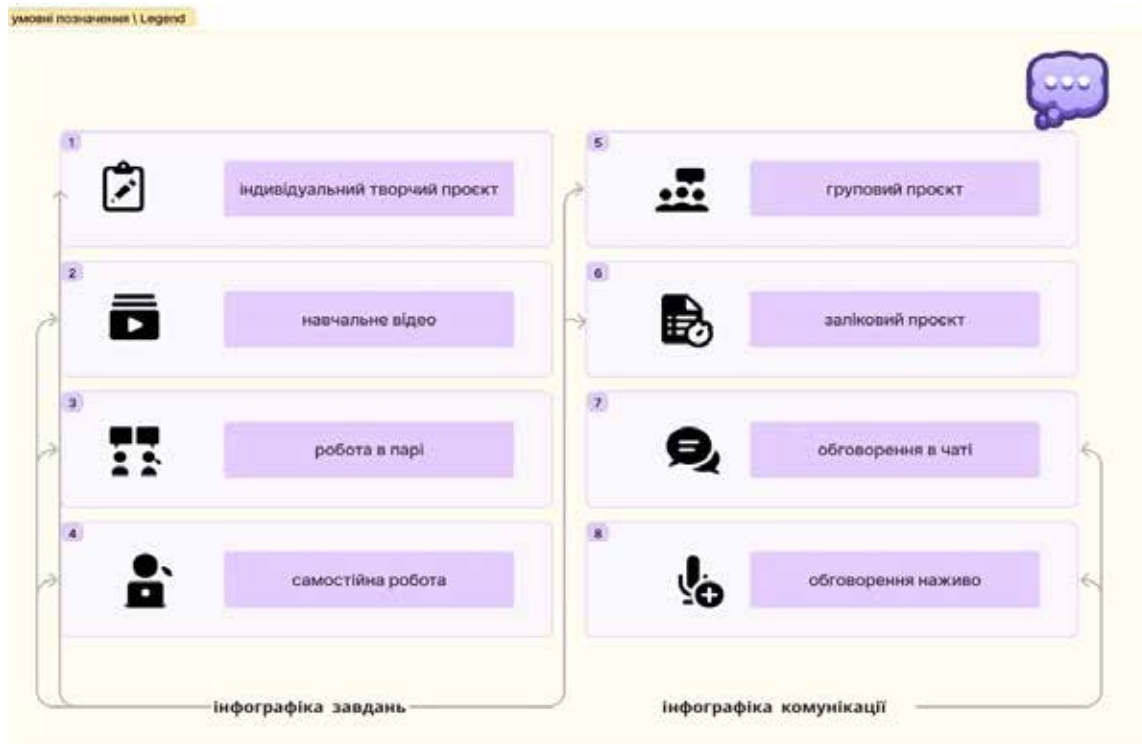 умовні позначення \ Legend
1
індивідуальний творчий проєкт
2
навчальне відео
3
робота в парі
4
самостійна робота
5
груповий проєкт
6
заліковий проєкт
7
обговорення в чаті
8
обговорення наживо
інфографіка завдань
інфографіка комунікації